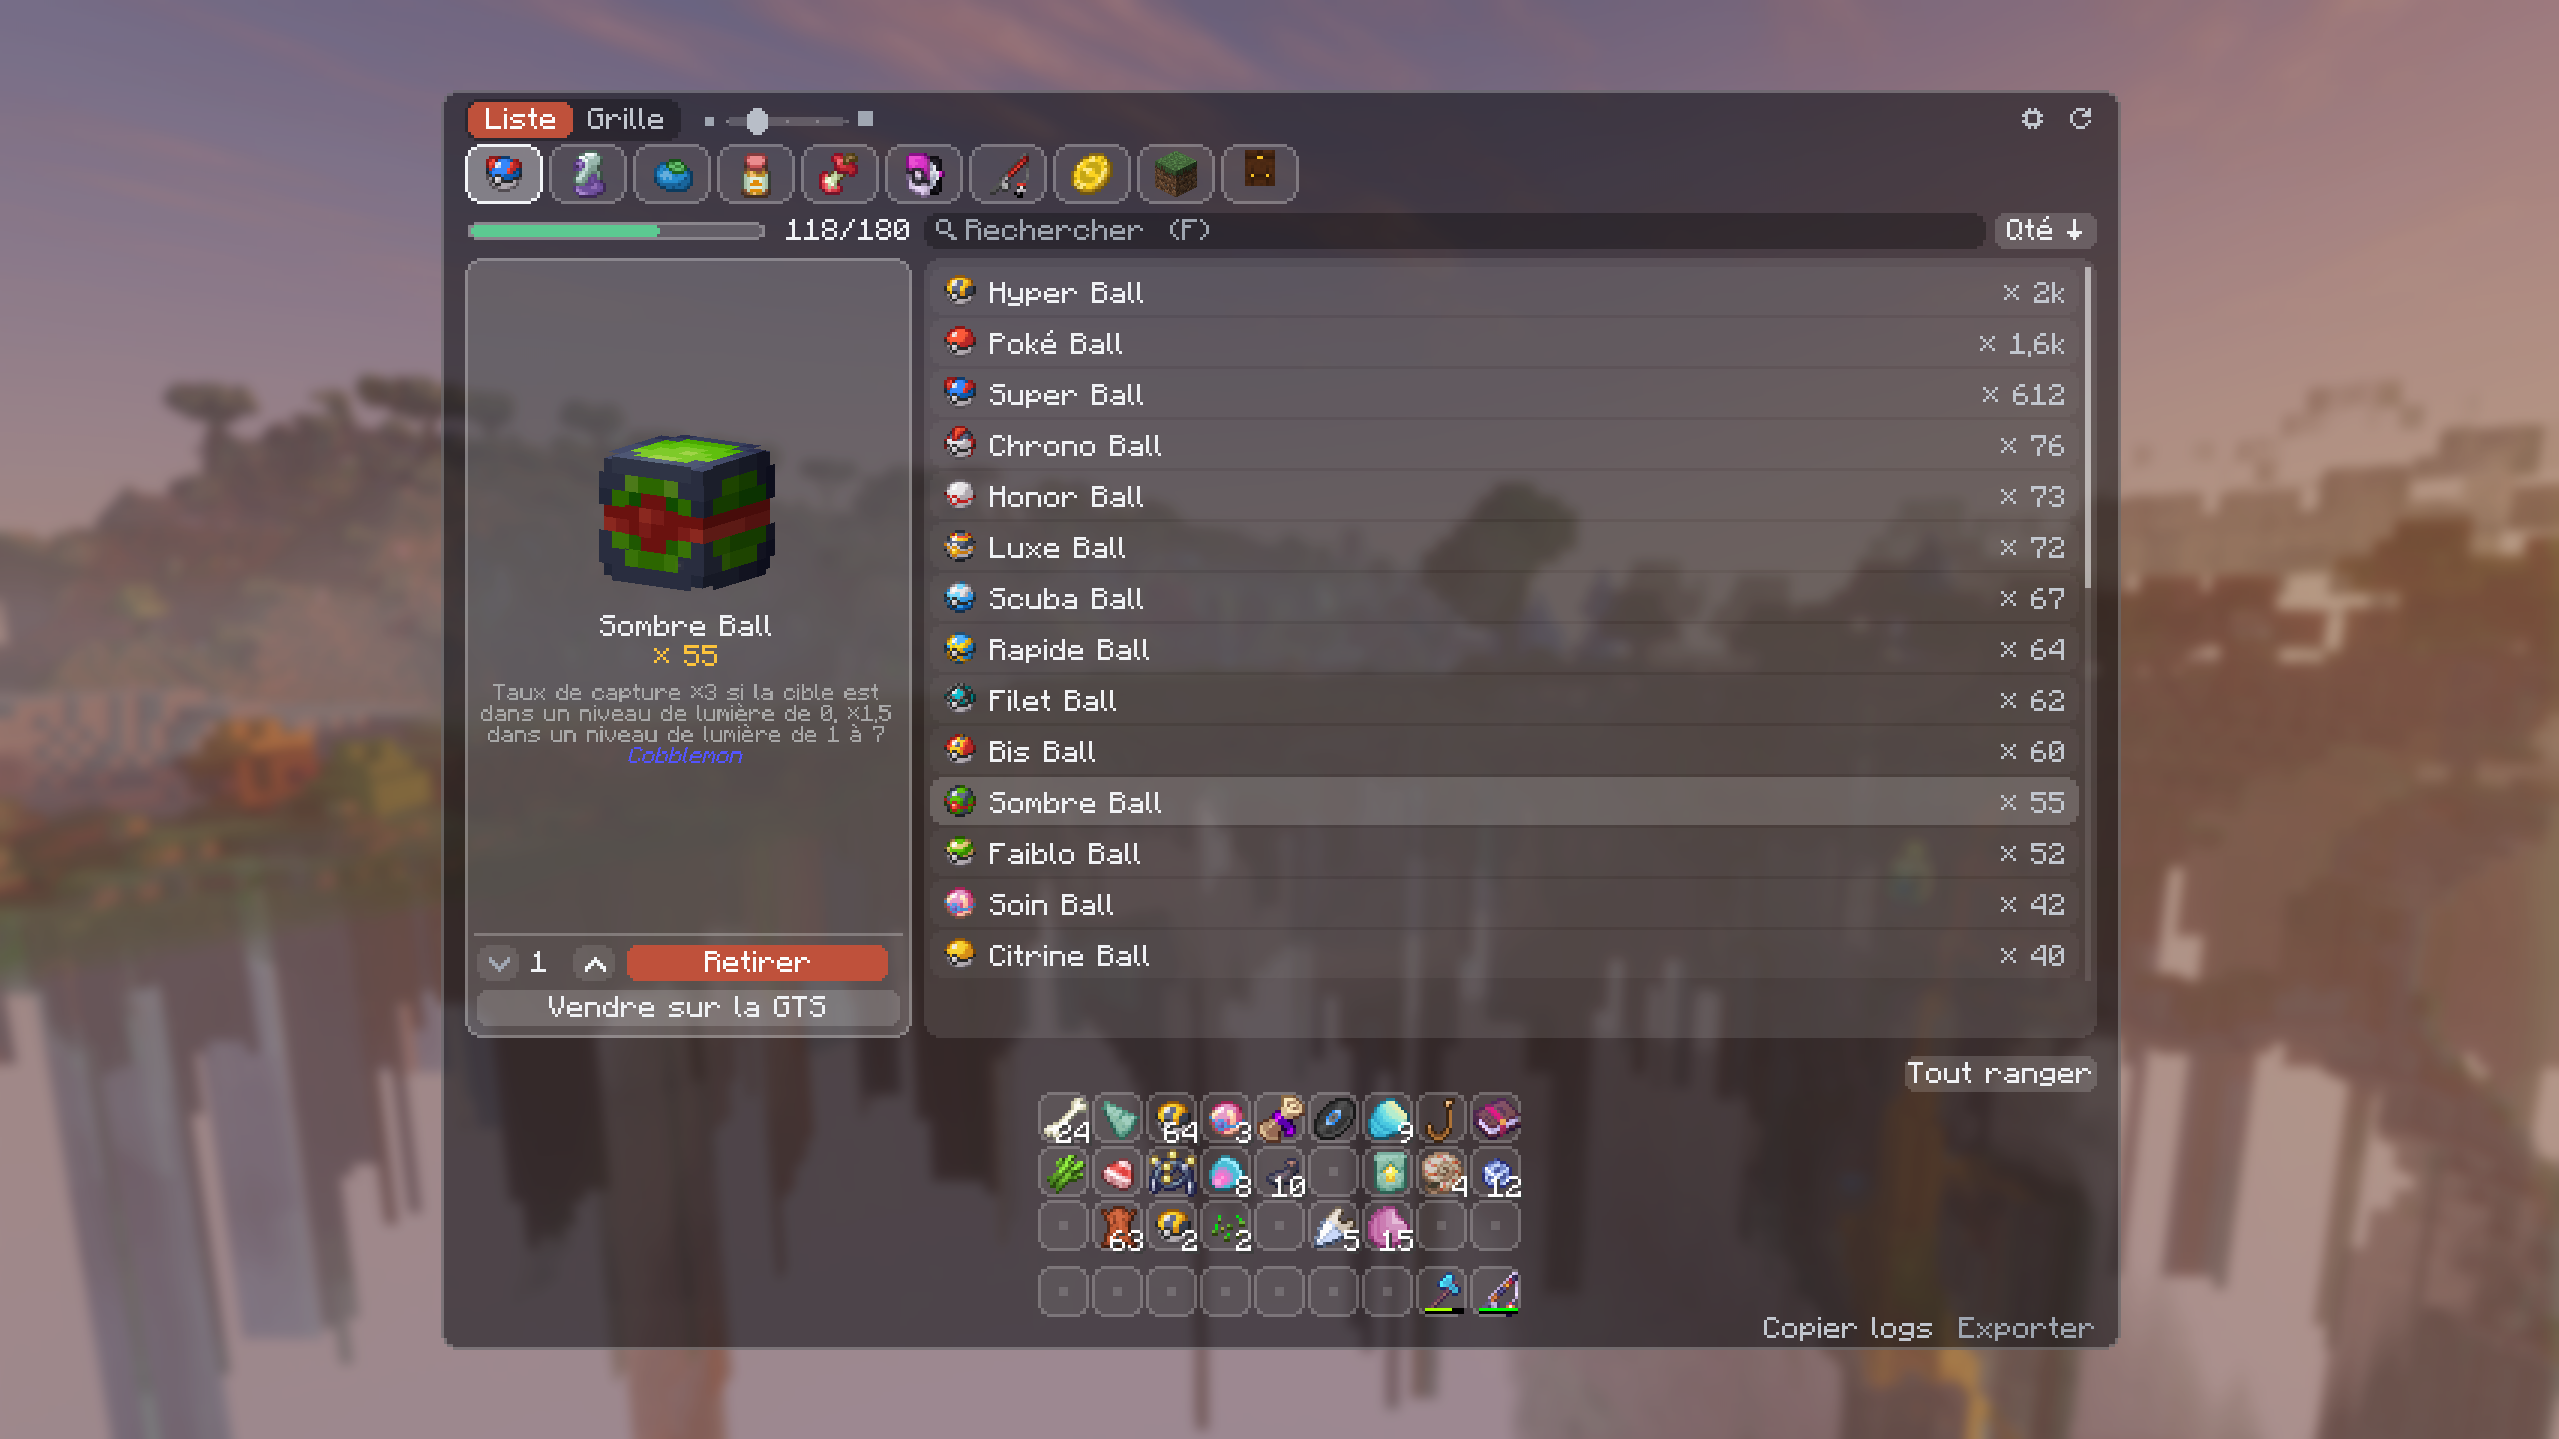 Liste Grille
118/180 Rechercher (F) Qté ↓
Hyper Ball × 2k
Poké Ball × 1,6k
Super Ball × 612
Chrono Ball × 76
Honor Ball × 73
Luxe Ball × 72
Scuba Ball × 67
Rapide Ball × 64
Filet Ball × 62
Bis Ball × 60
Sombre Ball × 55
Faiblo Ball × 52
Soin Ball × 42
Citrine Ball × 40
Sombre Ball
× 55
Taux de capture ×3 si la cible est
dans un niveau de lumière de 0, ×1,5
dans un niveau de lumière de 1 à 7
Cobblemon
1 Retirer
Vendre sur la GTS
Tout ranger
24 64 3 9
8 10 4 12
63 2 2 5 15
Copier logs Exporter